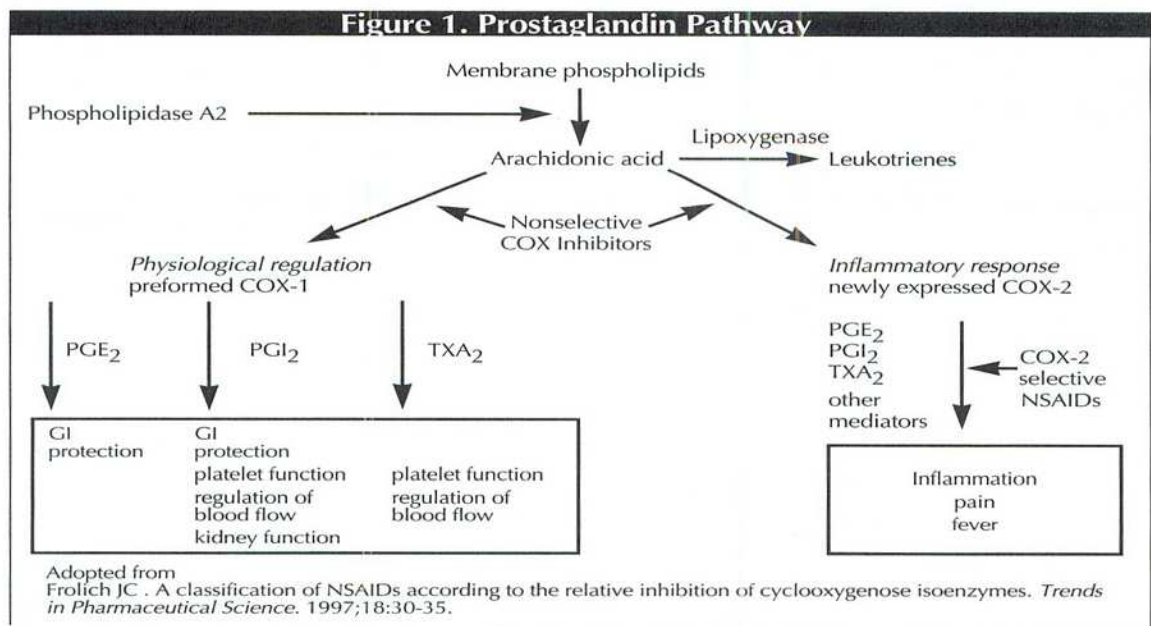 Figure 1. Prostaglandin Pathway
Membrane phospholipids
Phospholipidase A2
Lipoxygenase
Arachidonic acid
Leukotrienes
Nonselective
COX Inhibitors
Physiological regulation
preformed COX-1
Inflammatory response
newly expressed COX-2
PGE2
PGI2
TXA2
PGE2
PGI2
TXA2
other
mediators
COX-2
selective
NSAIDs
GI
protection
GI
protection
platelet function
regulation of
blood flow
kidney function
platelet function
regulation of
blood flow
Inflammation
pain
fever
Adopted from
Frolich JC . A classification of NSAIDs according to the relative inhibition of cyclooxygenose isoenzymes. Trends
in Pharmaceutical Science. 1997;18:30-35.